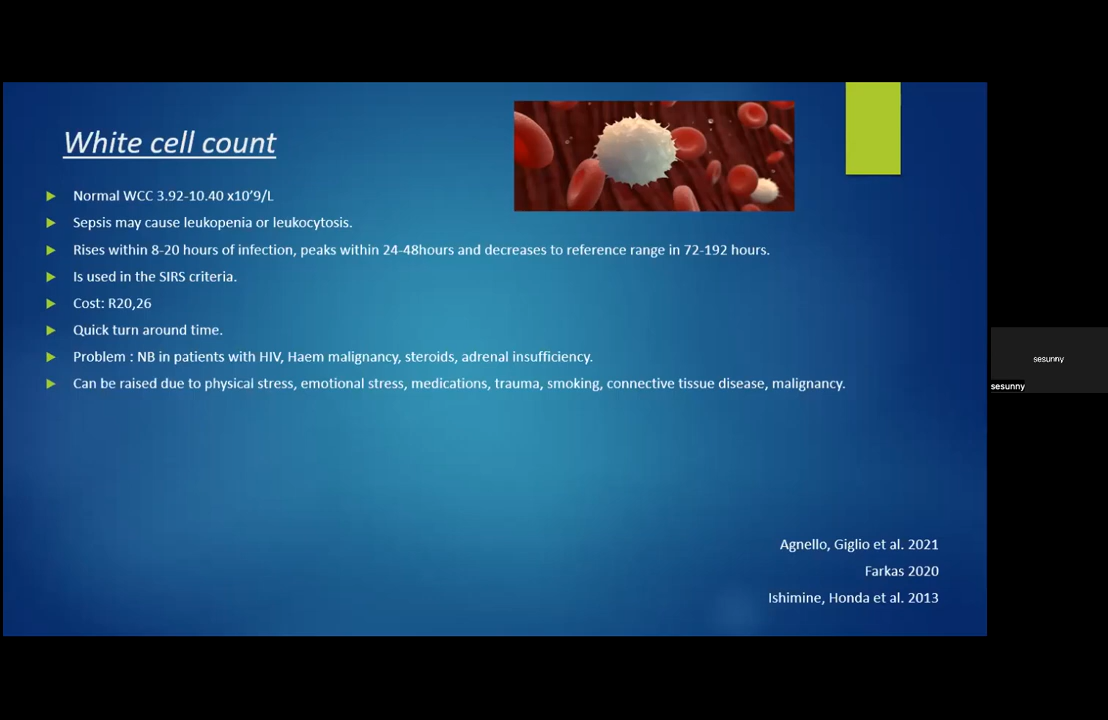 White cell count
Normal WCC 3.92-10.40 x10’9/L
Sepsis may cause leukopenia or leukocytosis.
Rises within 8-20 hours of infection, peaks within 24-48hours and decreases to reference range in 72-192 hours.
Is used in the SIRS criteria.
Cost: R20,26
Quick turn around time.
Problem : NB in patients with HIV, Haem malignancy, steroids, adrenal insufficiency.
Can be raised due to physical stress, emotional stress, medications, trauma, smoking, connective tissue disease, malignancy.
Agnello, Giglio et al. 2021
Farkas 2020
Ishimine, Honda et al. 2013
sesunny
sesunny